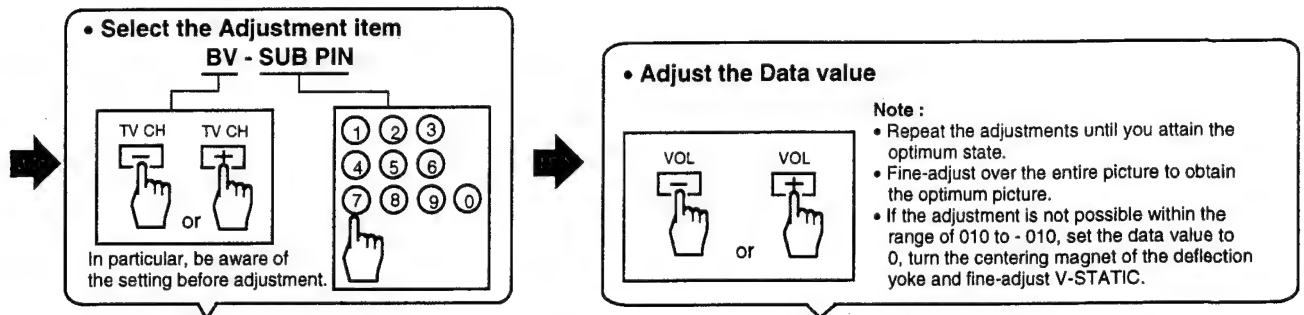 • Select the Adjustment item
BV - SUB PIN
TV CH TV CH
− +
or
1 2 3
4 5 6
7 8 9 0
In particular, be aware of
the setting before adjustment.
• Adjust the Data value
VOL VOL
− +
or
Note :
• Repeat the adjustments until you attain the
optimum state.
• Fine-adjust over the entire picture to obtain
the optimum picture.
• If the adjustment is not possible within the
range of 010 to - 010, set the data value to
0, turn the centering magnet of the deflection
yoke and fine-adjust V-STATIC.